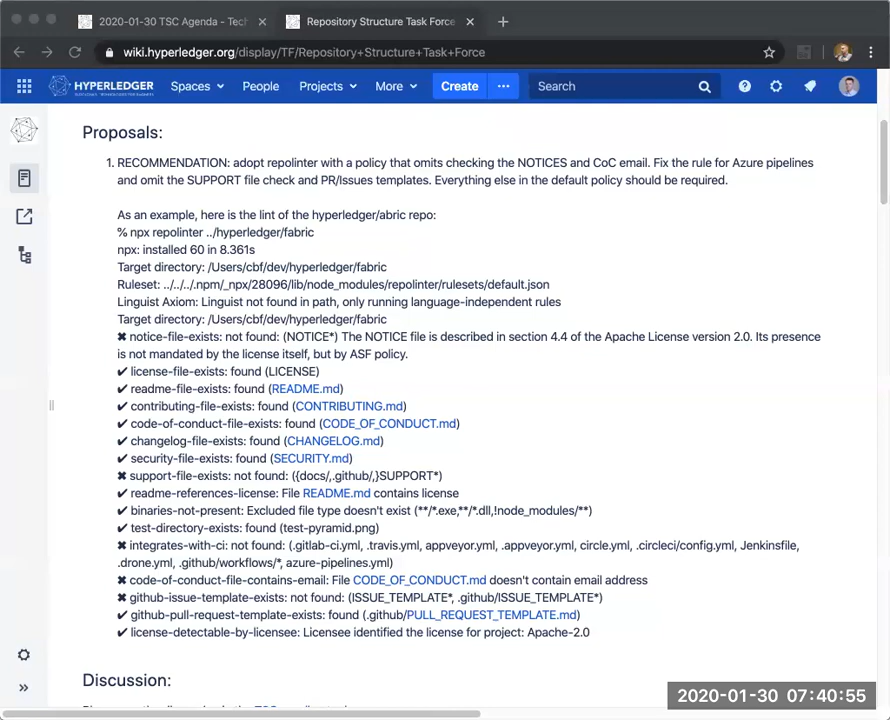 2020-01-30 TSC Agenda - Tech
Repository Structure Task Force
wiki.hyperledger.org/display/TF/Repository+Structure+Task+Force
HYPERLEDGER
Spaces
People
Projects
More
Create
Search
Proposals:
1. RECOMMENDATION: adopt repolinter with a policy that omits checking the NOTICES and CoC email. Fix the rule for Azure pipelines
and omit the SUPPORT file check and PR/Issues templates. Everything else in the default policy should be required.
As an example, here is the lint of the hyperledger/abric repo:
% npx repolinter ../hyperledger/fabric
npx: installed 60 in 8.361s
Target directory: /Users/cbf/dev/hyperledger/fabric
Ruleset: ../../../.npm/_npx/28096/lib/node_modules/repolinter/rulesets/default.json
Linguist Axiom: Linguist not found in path, only running language-independent rules
Target directory: /Users/cbf/dev/hyperledger/fabric
✖ notice-file-exists: not found: (NOTICE*) The NOTICE file is described in section 4.4 of the Apache License version 2.0. Its presence
is not mandated by the license itself, but by ASF policy.
✔ license-file-exists: found (LICENSE)
✔ readme-file-exists: found (README.md)
✔ contributing-file-exists: found (CONTRIBUTING.md)
✔ code-of-conduct-file-exists: found (CODE_OF_CONDUCT.md)
✔ changelog-file-exists: found (CHANGELOG.md)
✔ security-file-exists: found (SECURITY.md)
✖ support-file-exists: not found: ({docs/,.github/,}SUPPORT*)
✔ readme-references-license: File README.md contains license
✔ binaries-not-present: Excluded file type doesn't exist (**/*.exe,**/*.dll,!node_modules/**)
✔ test-directory-exists: found (test-pyramid.png)
✖ integrates-with-ci: not found: (.gitlab-ci.yml, .travis.yml, appveyor.yml, .appveyor.yml, circle.yml, .circleci/config.yml, Jenkinsfile,
.drone.yml, .github/workflows/*, azure-pipelines.yml)
✖ code-of-conduct-file-contains-email: File CODE_OF_CONDUCT.md doesn't contain email address
✖ github-issue-template-exists: not found: (ISSUE_TEMPLATE*, .github/ISSUE_TEMPLATE*)
✔ github-pull-request-template-exists: found (.github/PULL_REQUEST_TEMPLATE.md)
✔ license-detectable-by-licensee: Licensee identified the license for project: Apache-2.0
Discussion:
2020-01-30 07:40:55